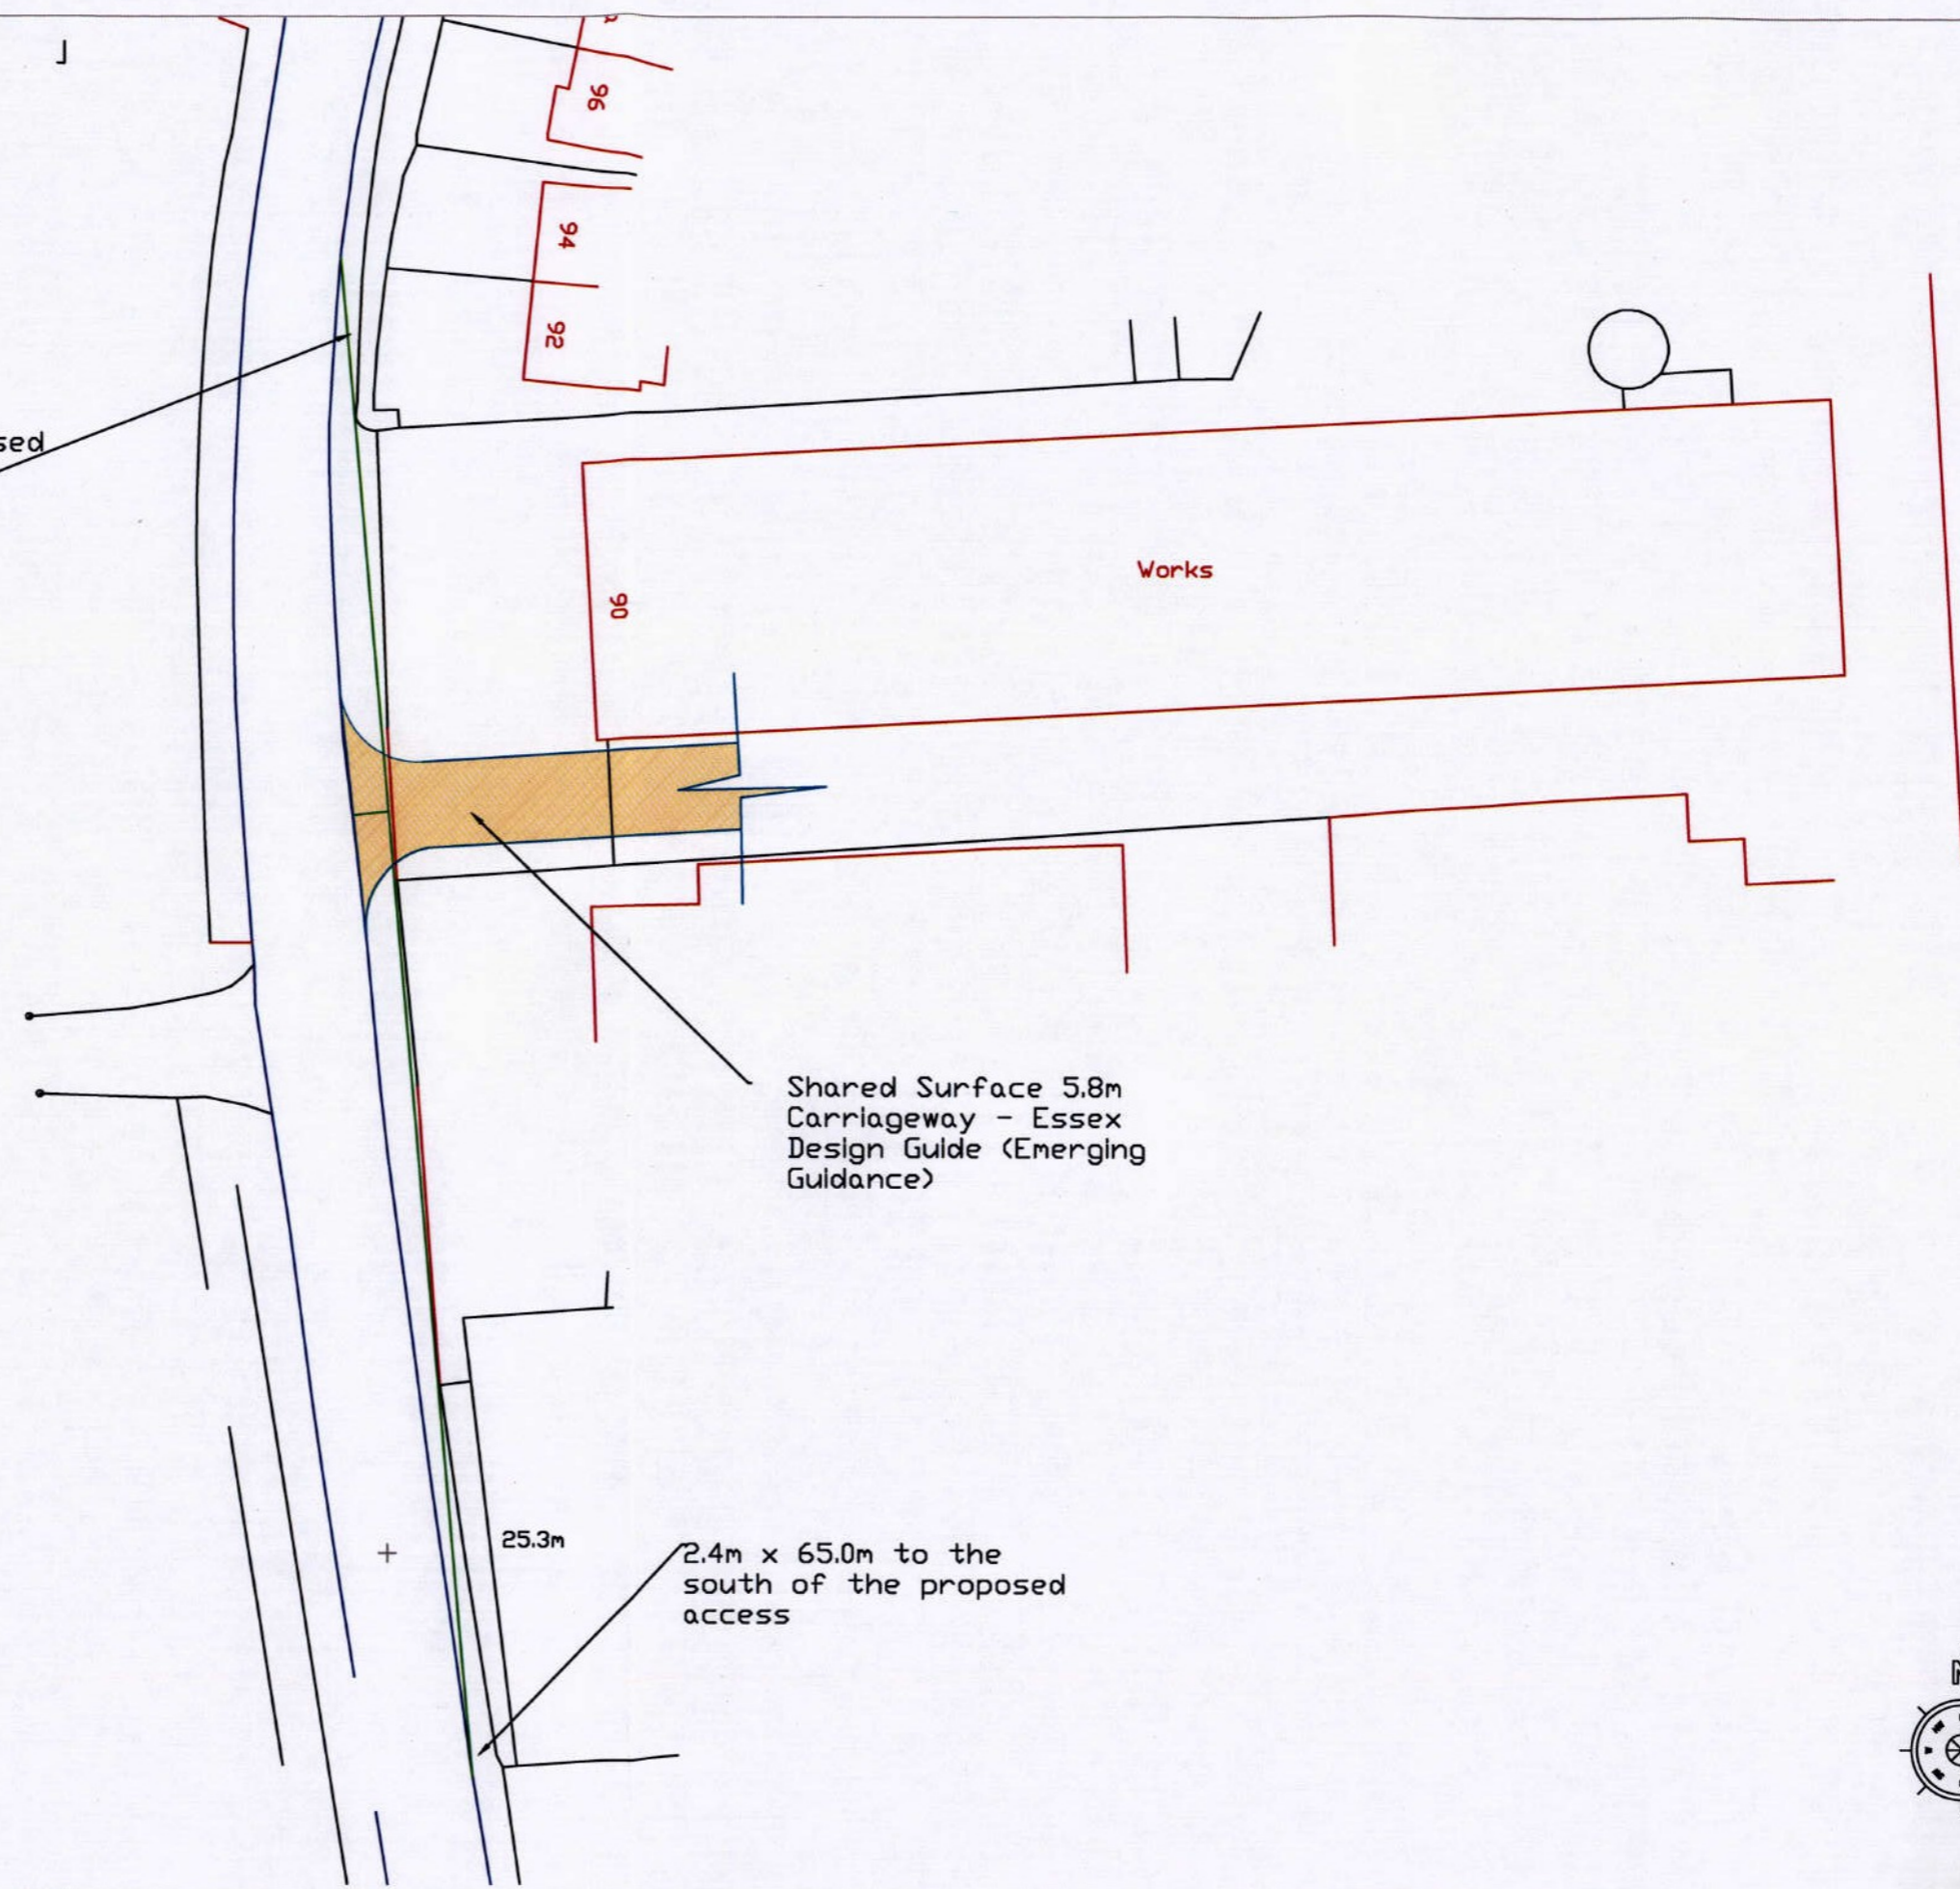 96
94
sed
92
Works
90
Shared Surface 5.8m
Carriageway - Essex
Design Guide (Emerging
Guidance)
25.3m
2.4m x 65.0m to the
south of the proposed
access